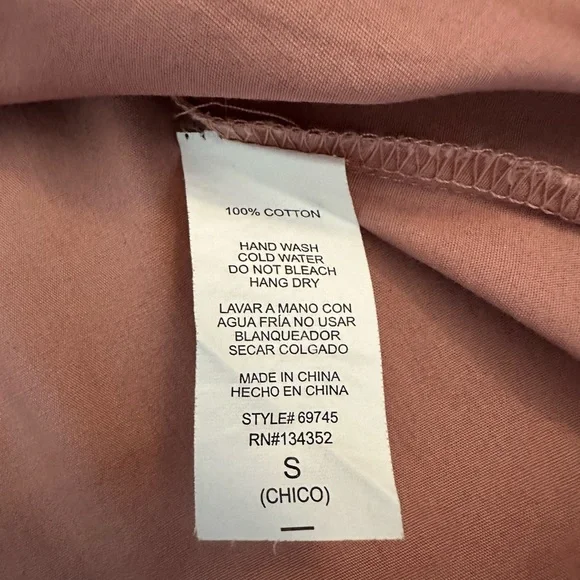 100% COTTON
HAND WASH
COLD WATER
DO NOT BLEACH
HANG DRY
LAVAR A MANO CON
AGUA FRÍA NO USAR
BLANQUEADOR
SECAR COLGADO
MADE IN CHINA
HECHO EN CHINA
STYLE# 69745
RN#134352
S
(CHICO)